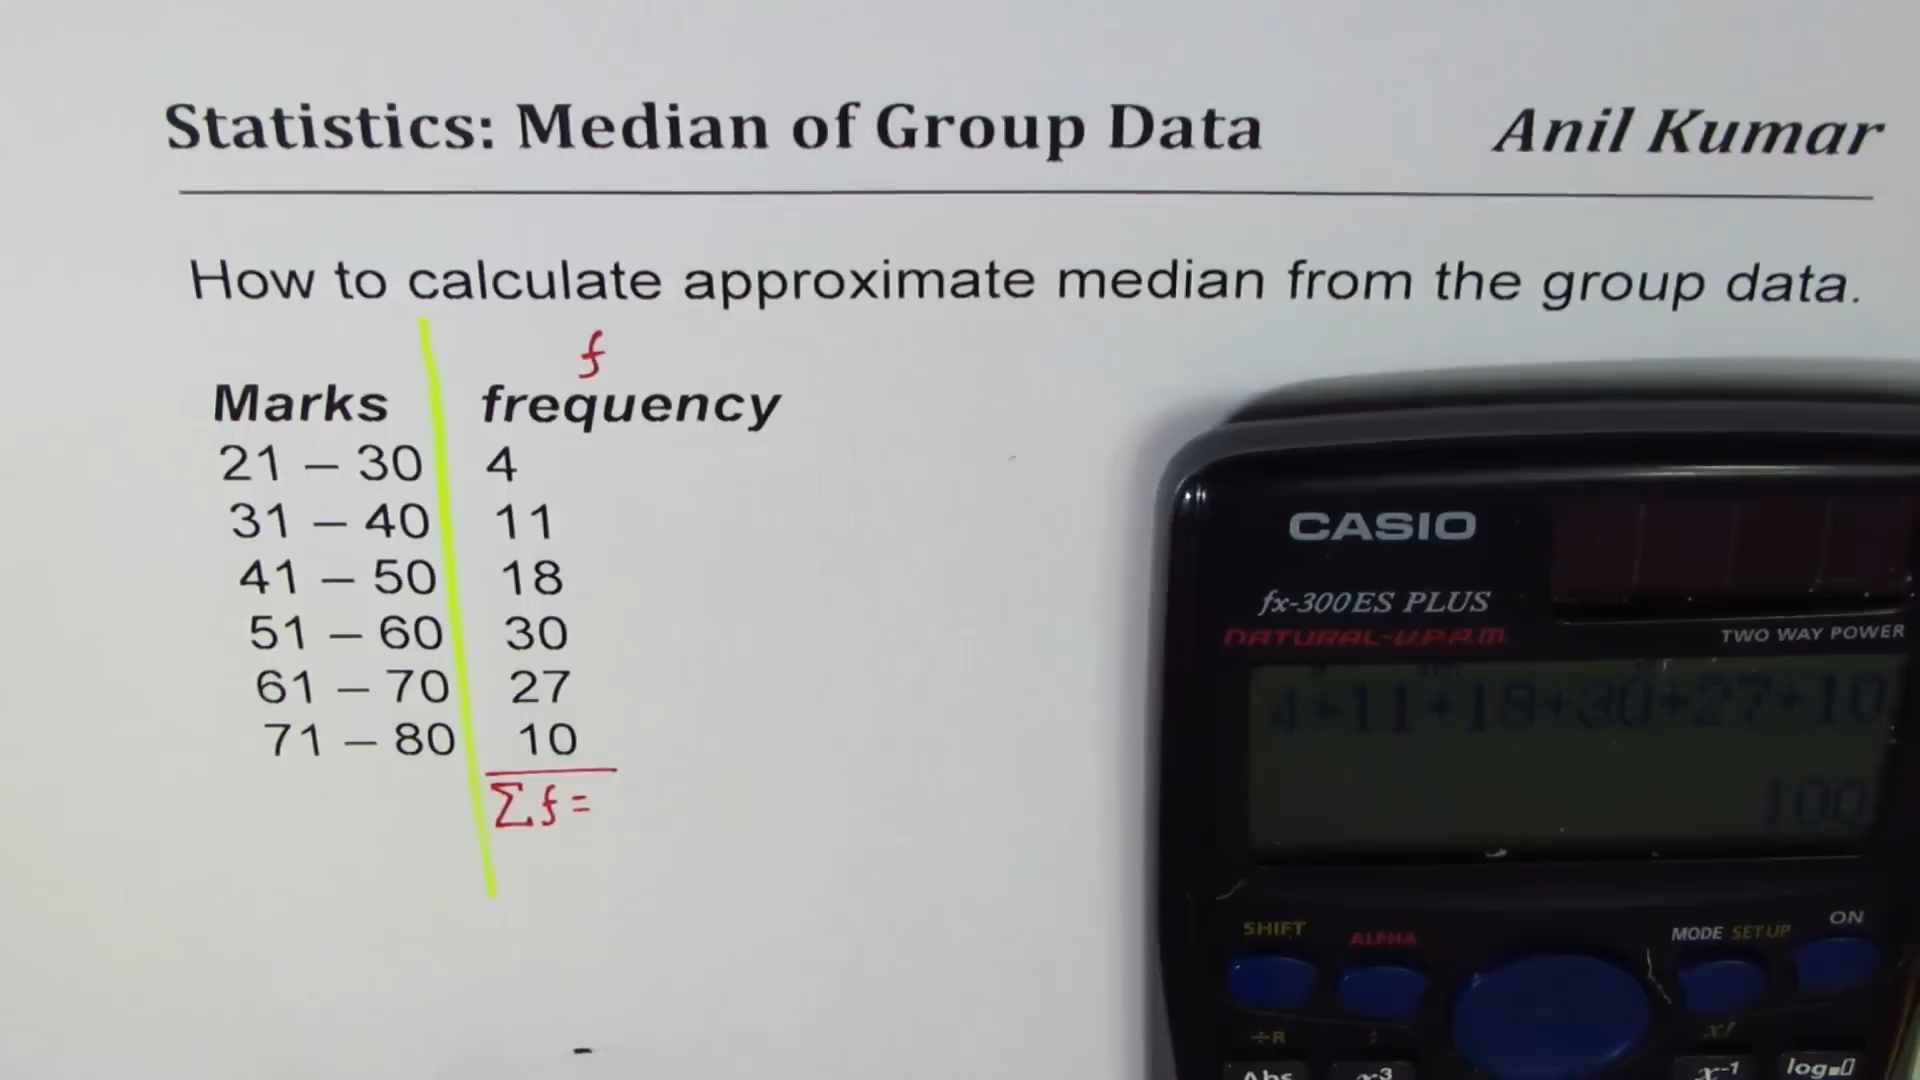 Statistics: Median of Group Data Anil Kumar
How to calculate approximate median from the group data.
f
Marks frequency
21 – 30 4
31 – 40 11
41 – 50 18
51 – 60 30
61 – 70 27
71 – 80 10
Σf =
CASIO
fx-300ES PLUS
NATURAL-V.P.A.M.
TWO WAY POWER
4+11+18+30+27+10
100
SHIFT ALPHA MODE SETUP ON
÷R : x!
Abs x³ x⁻¹ log▪▯